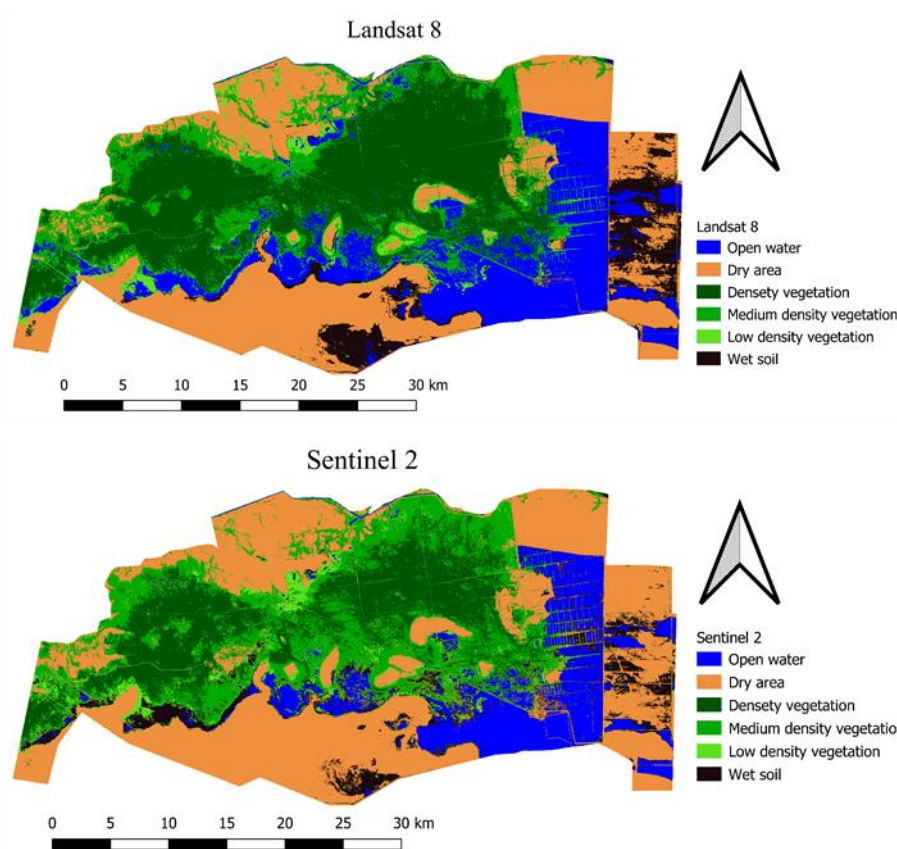 Landsat 8
Landsat 8
Open water
Dry area
Densety vegetation
Medium density vegetation
Low density vegetation
Wet soil
0 5 10 15 20 25 30 km
Sentinel 2
Sentinel 2
Open water
Dry area
Densety vegetation
Medium density vegetatio
Low density vegetation
Wet soil
0 5 10 15 20 25 30 km